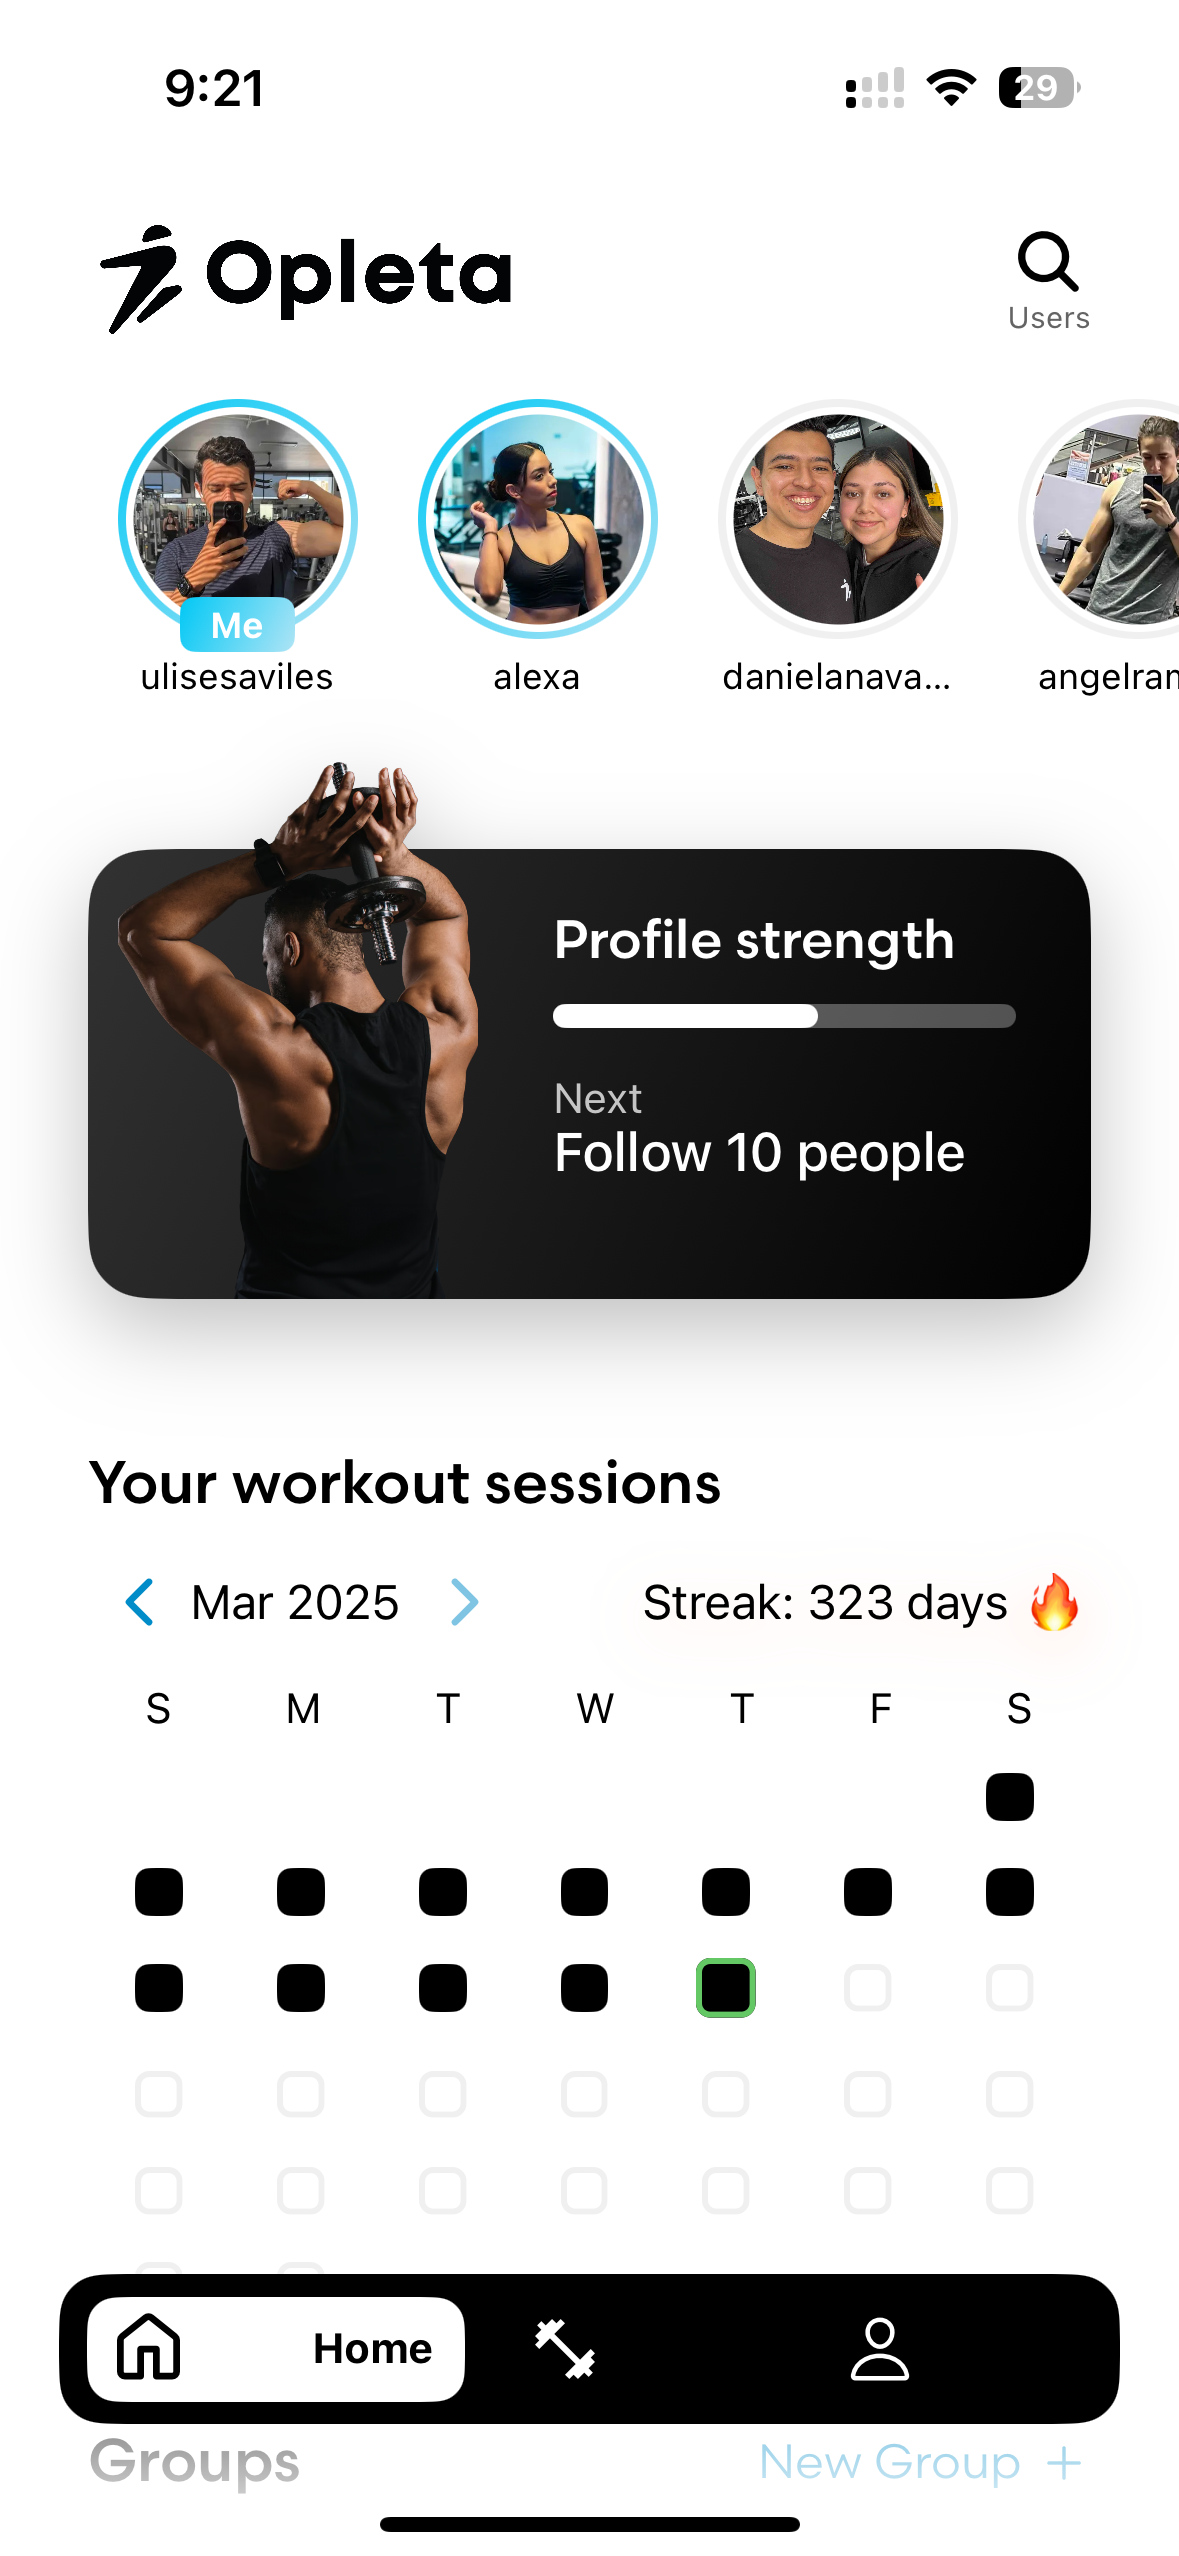 9:21
29
Opleta
Users
Me
ulisesaviles
alexa
danielanava...
angelran
Profile strength
Next
Follow 10 people
Your workout sessions
Mar 2025
Streak: 323 days 🔥
S M T W T F S
Home
Groups
New Group +